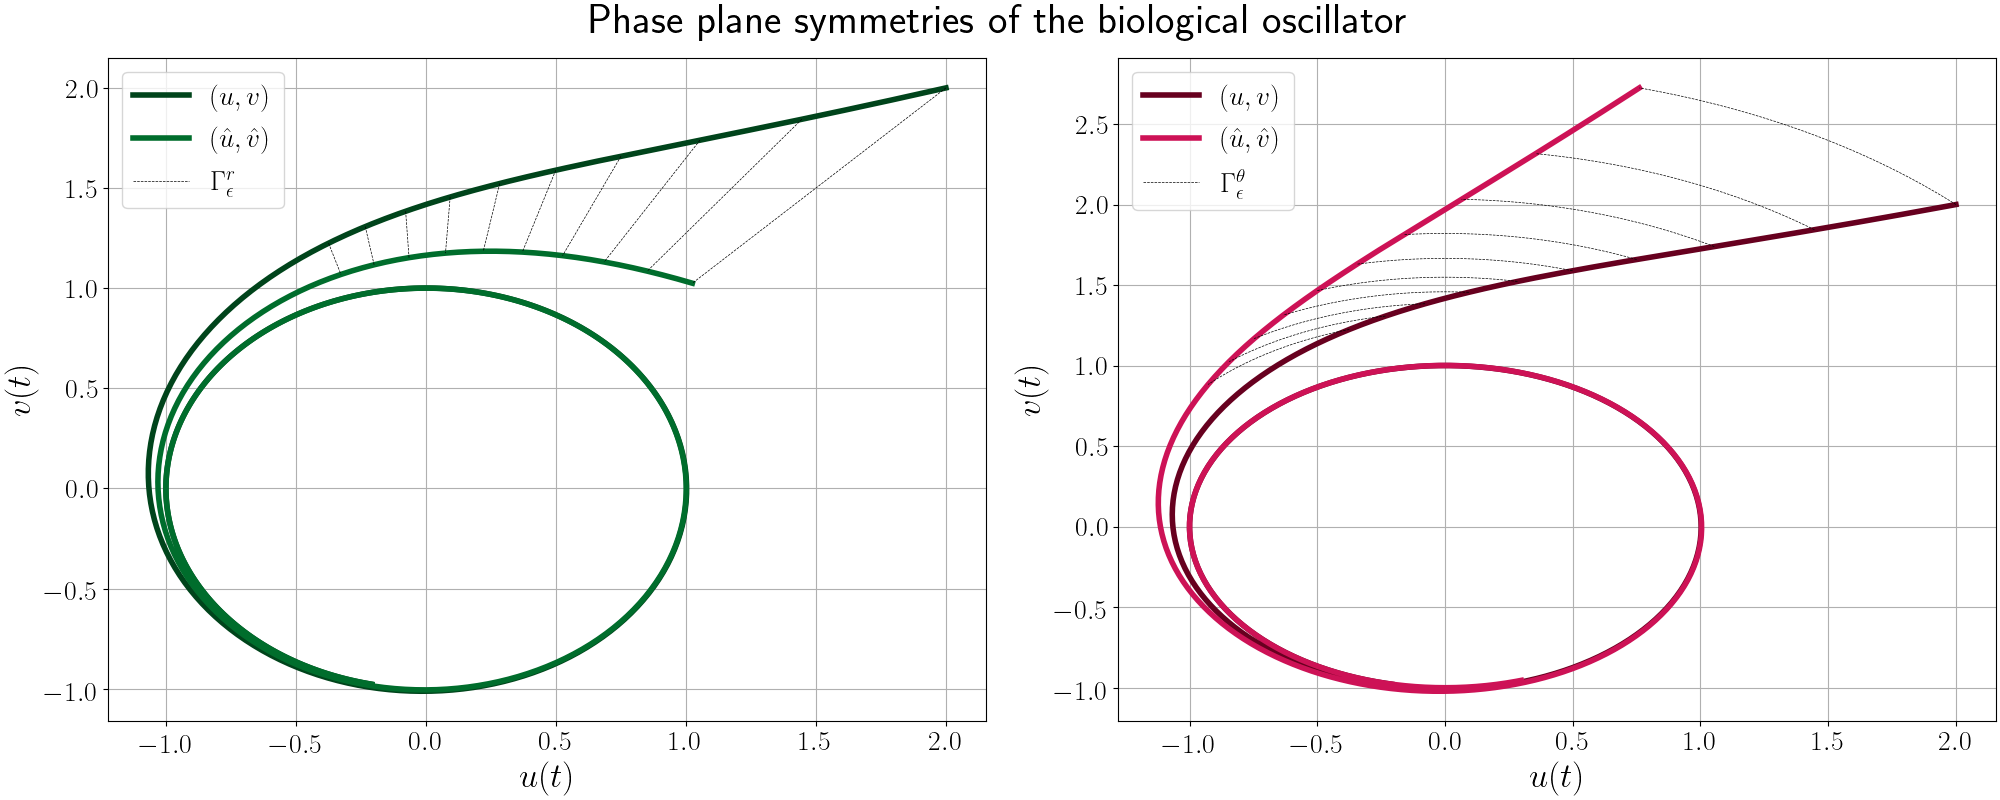 Phase plane symmetries of the biological oscillator
(u, v)
(û, v̂)
Γ^r_ϵ
2.0
1.5
1.0
0.5
0.0
−0.5
−1.0
v(t)
−1.0 −0.5 0.0 0.5 1.0 1.5 2.0
u(t)
(u, v)
(û, v̂)
Γ^θ_ϵ
2.5
2.0
1.5
1.0
0.5
0.0
−0.5
−1.0
v(t)
−1.0 −0.5 0.0 0.5 1.0 1.5 2.0
u(t)